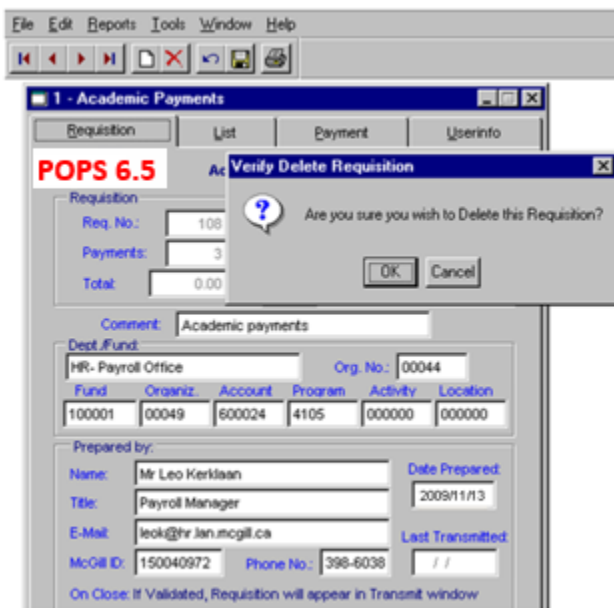 File Edit Reports Tools Window Help
1 - Academic Payments
Requisition List Payment Userinfo
POPS 6.5
Verify Delete Requisition
Are you sure you wish to Delete this Requisition?
OK Cancel
Requisition
Req. No.: 108
Payments: 3
Total: 0.00
Comment: Academic payments
Dept./Fund:
HR- Payroll Office Org. No.: 00044
Fund Organiz. Account Program Activity Location
100001 00049 600024 4105 000000 000000
Prepared by:
Name: Mr Leo Kerklaan Date Prepared:
Title: Payroll Manager 2009/11/13
E-Mail: leok@hr.lan.mcgill.ca Last Transmitted:
McGill ID: 150040972 Phone No.: 398-6038 / /
On Close: If Validated, Requisition will appear in Transmit window